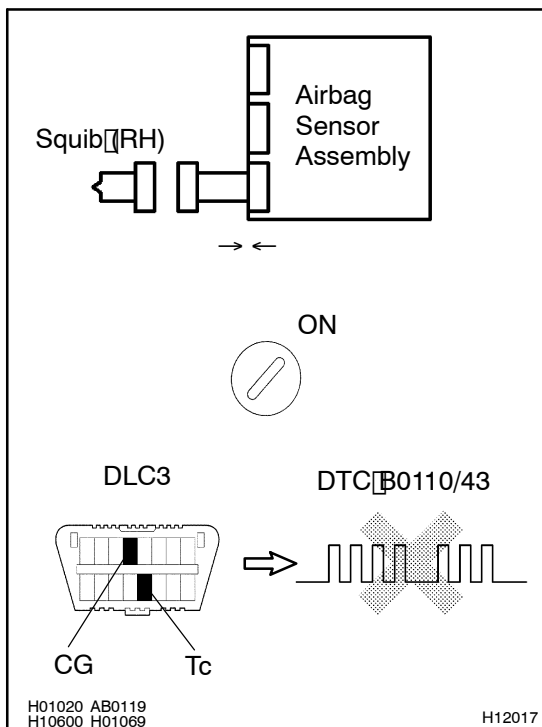 Airbag
Sensor
Assembly
Squib (RH)
ON
DLC3
DTC B0110/43
CG
Tc
H01020 AB0119
H10600 H01069
H12017